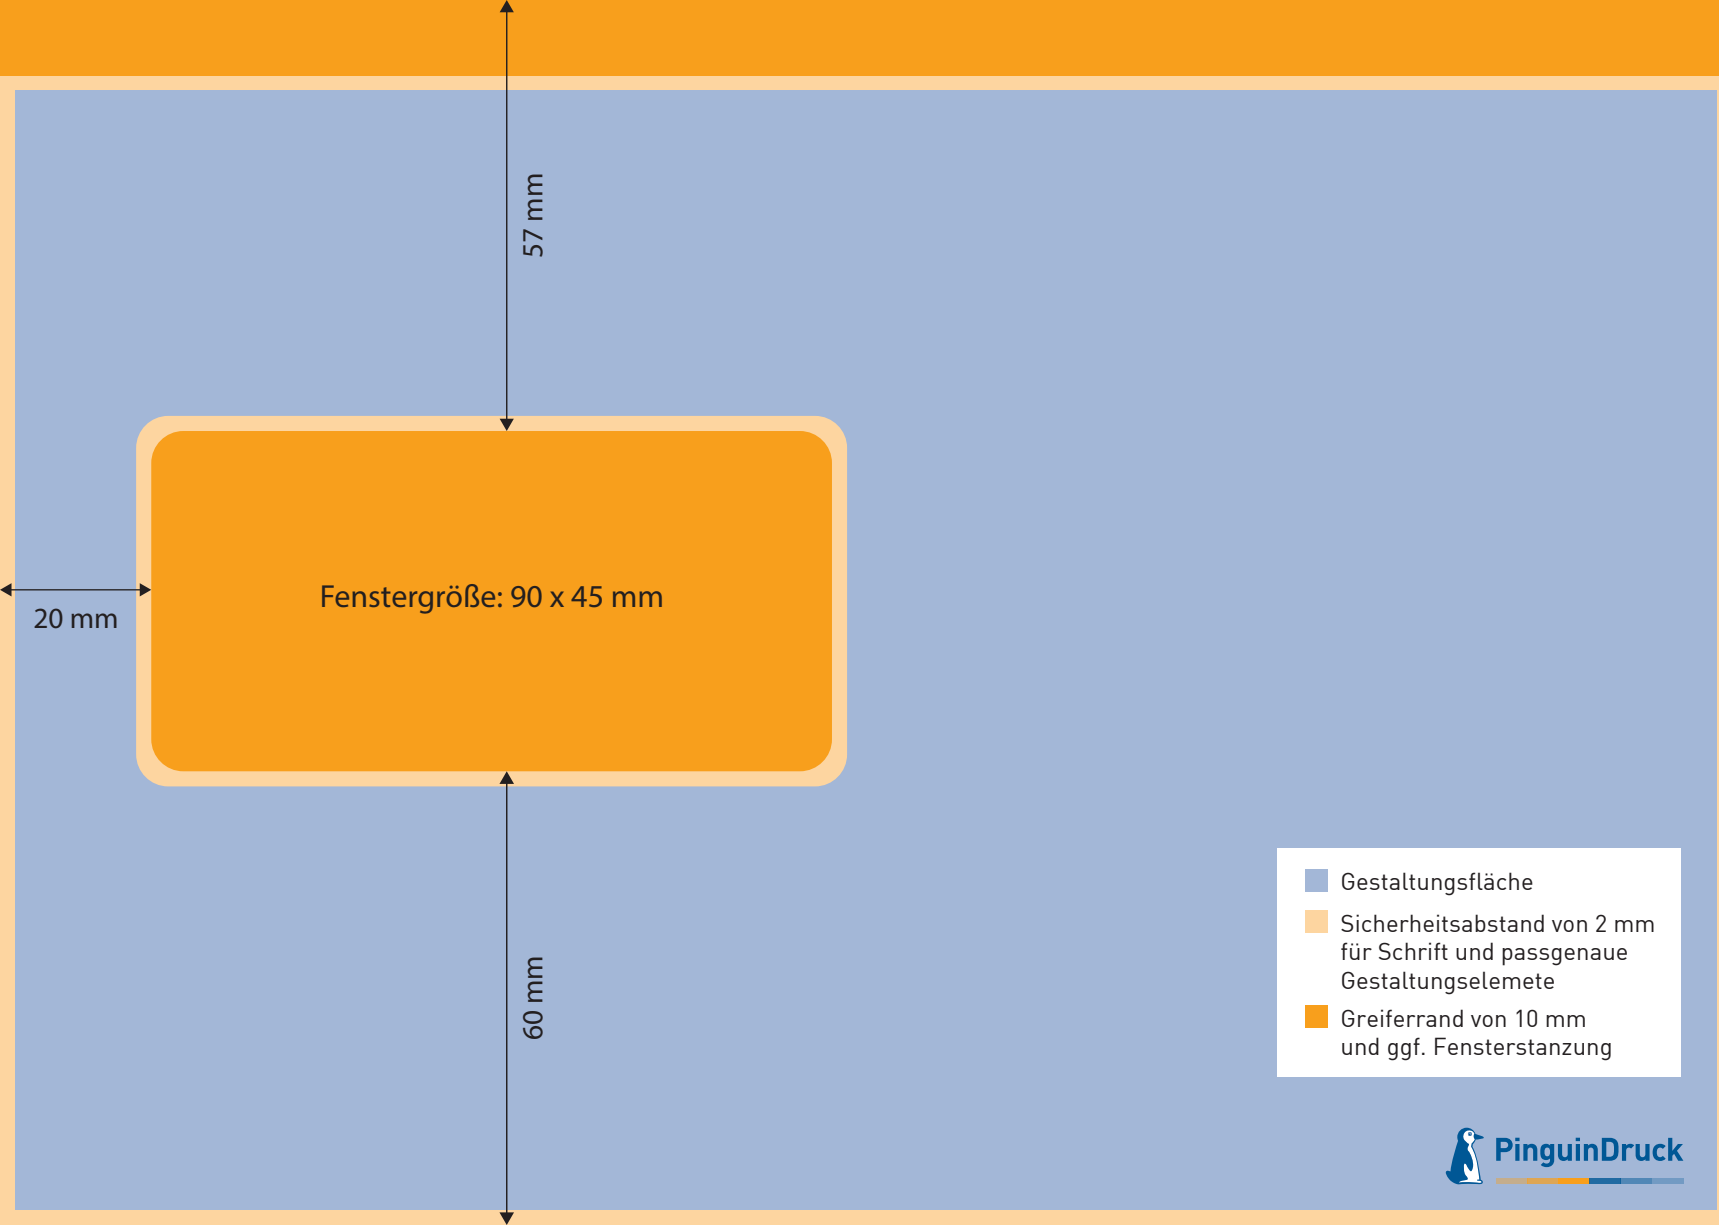 57 mm
Fenstergröße: 90 x 45 mm
20 mm
60 mm
Gestaltungsfläche
Sicherheitsabstand von 2 mm
für Schrift und passgenaue
Gestaltungselemete
Greiferrand von 10 mm
und ggf. Fensterstanzung
PinguinDruck